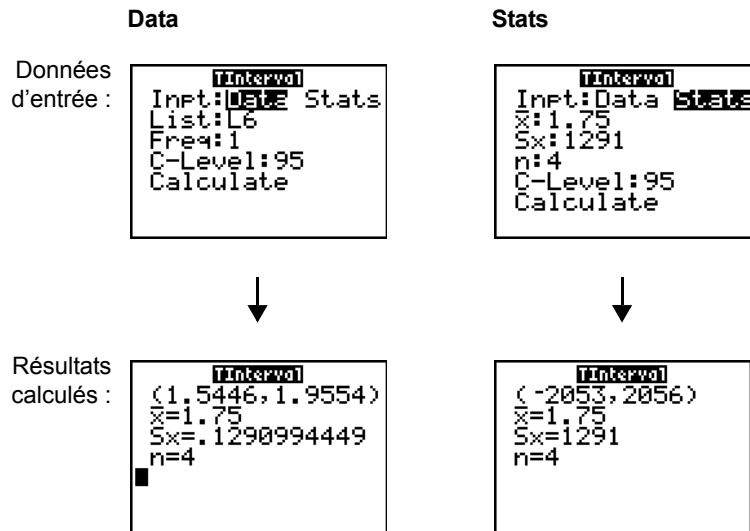 Data
Stats
Données
d'entrée :
TInterval
Inpt:Data Stats
List:L6
Freq:1
C-Level:95
Calculate
TInterval
Inpt:Data Stats
x̄:1.75
Sx:1291
n:4
C-Level:95
Calculate
Résultats
calculés :
TInterval
(1.5446,1.9554)
x̄=1.75
Sx=.1290994449
n=4
TInterval
(-2053,2056)
x̄=1.75
Sx=1291
n=4